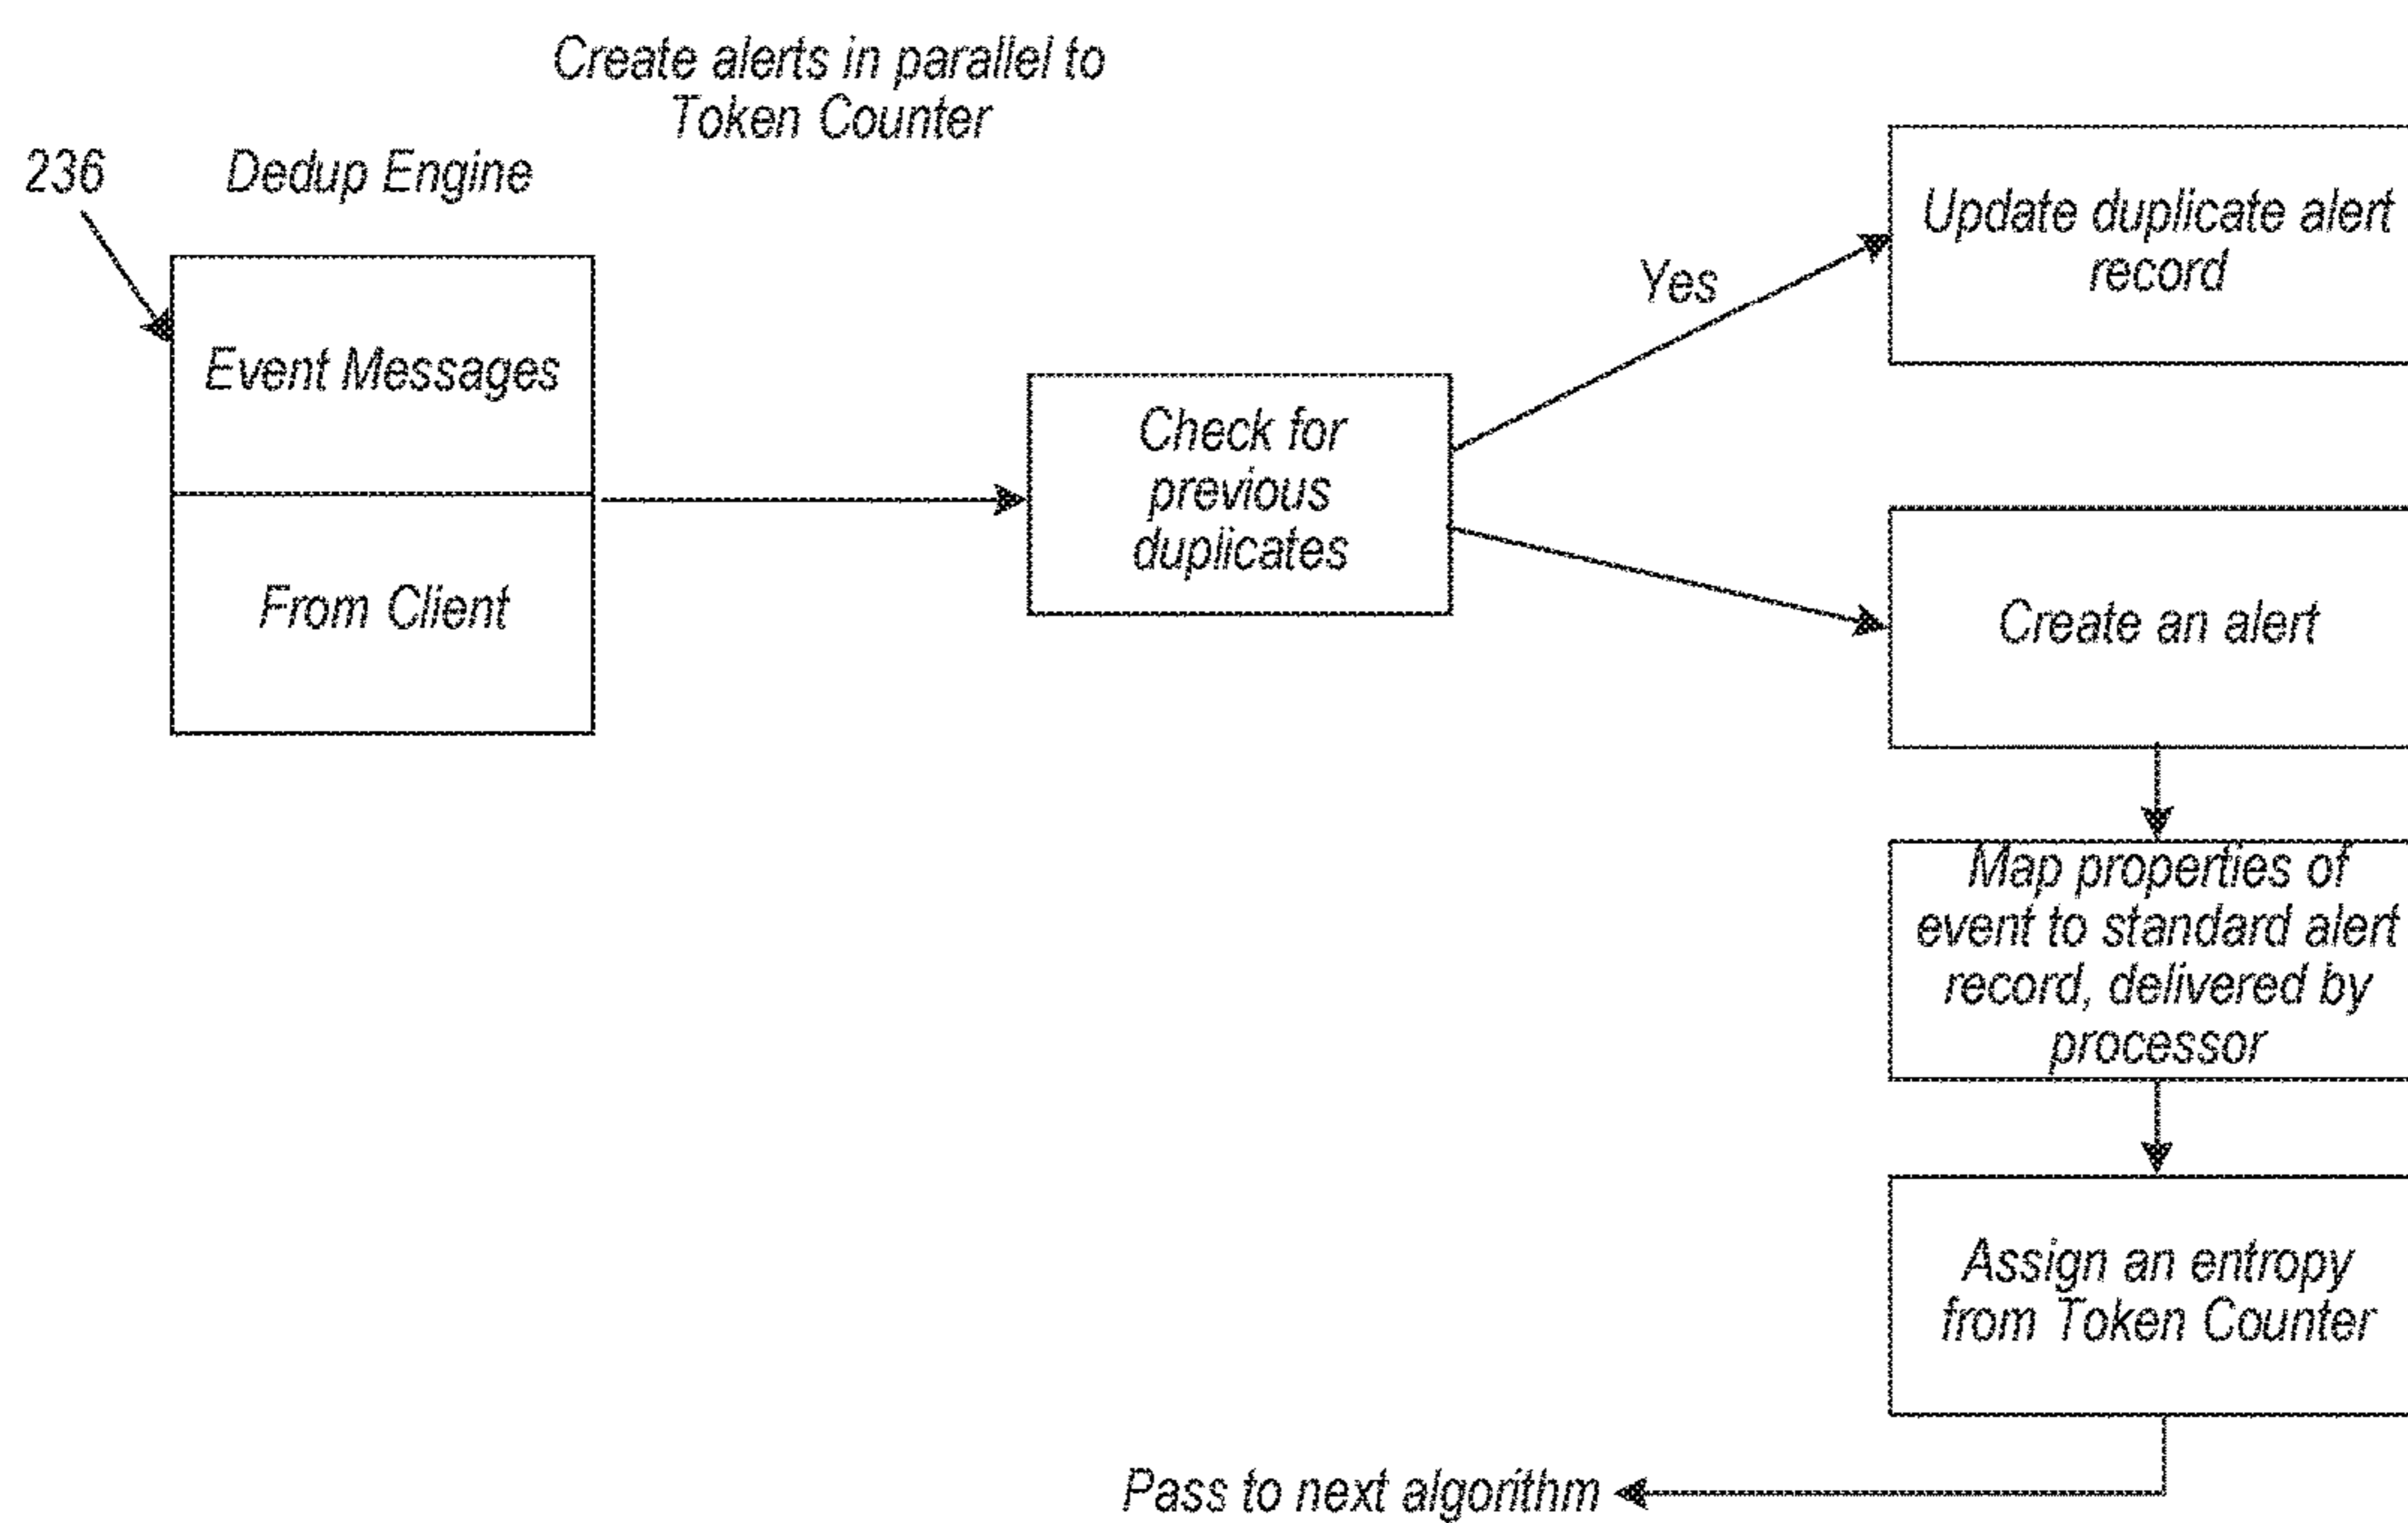 Create alerts in parallel to
Token Counter
236
Dedup Engine
Event Messages
From Client
Check for
previous
duplicates
Yes
Update duplicate alert
record
Create an alert
Map properties of
event to standard alert
record, delivered by
processor
Assign an entropy
from Token Counter
Pass to next algorithm